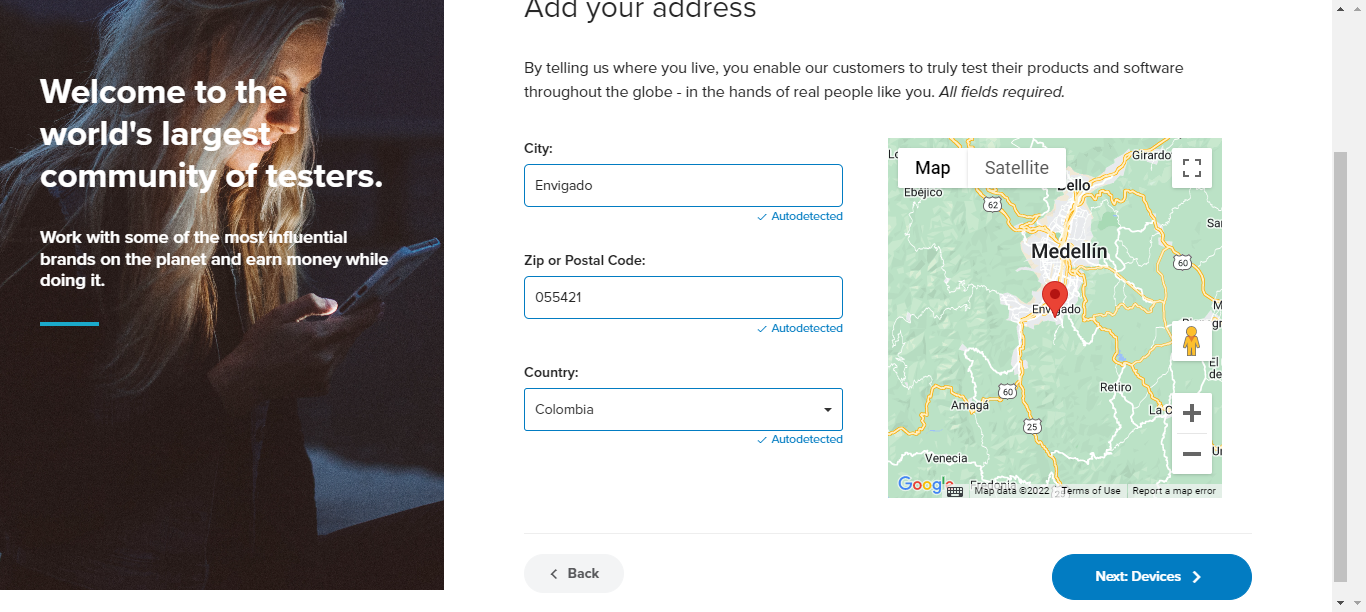 Add your address
Welcome to the
world's largest
community of testers.
Work with some of the most influential
brands on the planet and earn money while
doing it.
By telling us where you live, you enable our customers to truly test their products and software
throughout the globe - in the hands of real people like you. All fields required.
City:
Envigado
Autodetected
Zip or Postal Code:
055421
Autodetected
Country:
Colombia
Autodetected
Map
Satellite
Girardo
Ebéjico
Bello
62
Medellín
60
Envigado
El
de
Retiro
60
Amagá
La C
25
Venecia
Google
Map data ©2022
Terms of Use
Report a map error
Back
Next: Devices